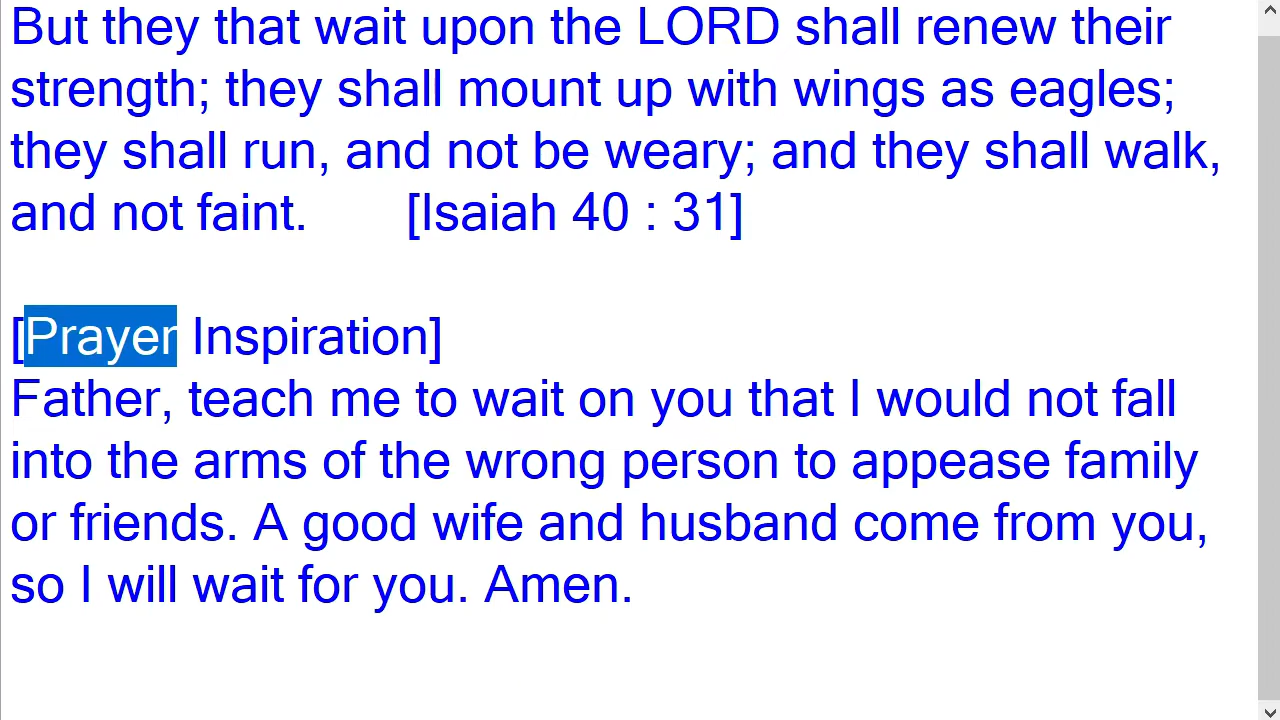 But they that wait upon the LORD shall renew their
strength; they shall mount up with wings as eagles;
they shall run, and not be weary; and they shall walk,
and not faint. [Isaiah 40 : 31]
[Prayer Inspiration]
Father, teach me to wait on you that I would not fall
into the arms of the wrong person to appease family
or friends. A good wife and husband come from you,
so I will wait for you. Amen.